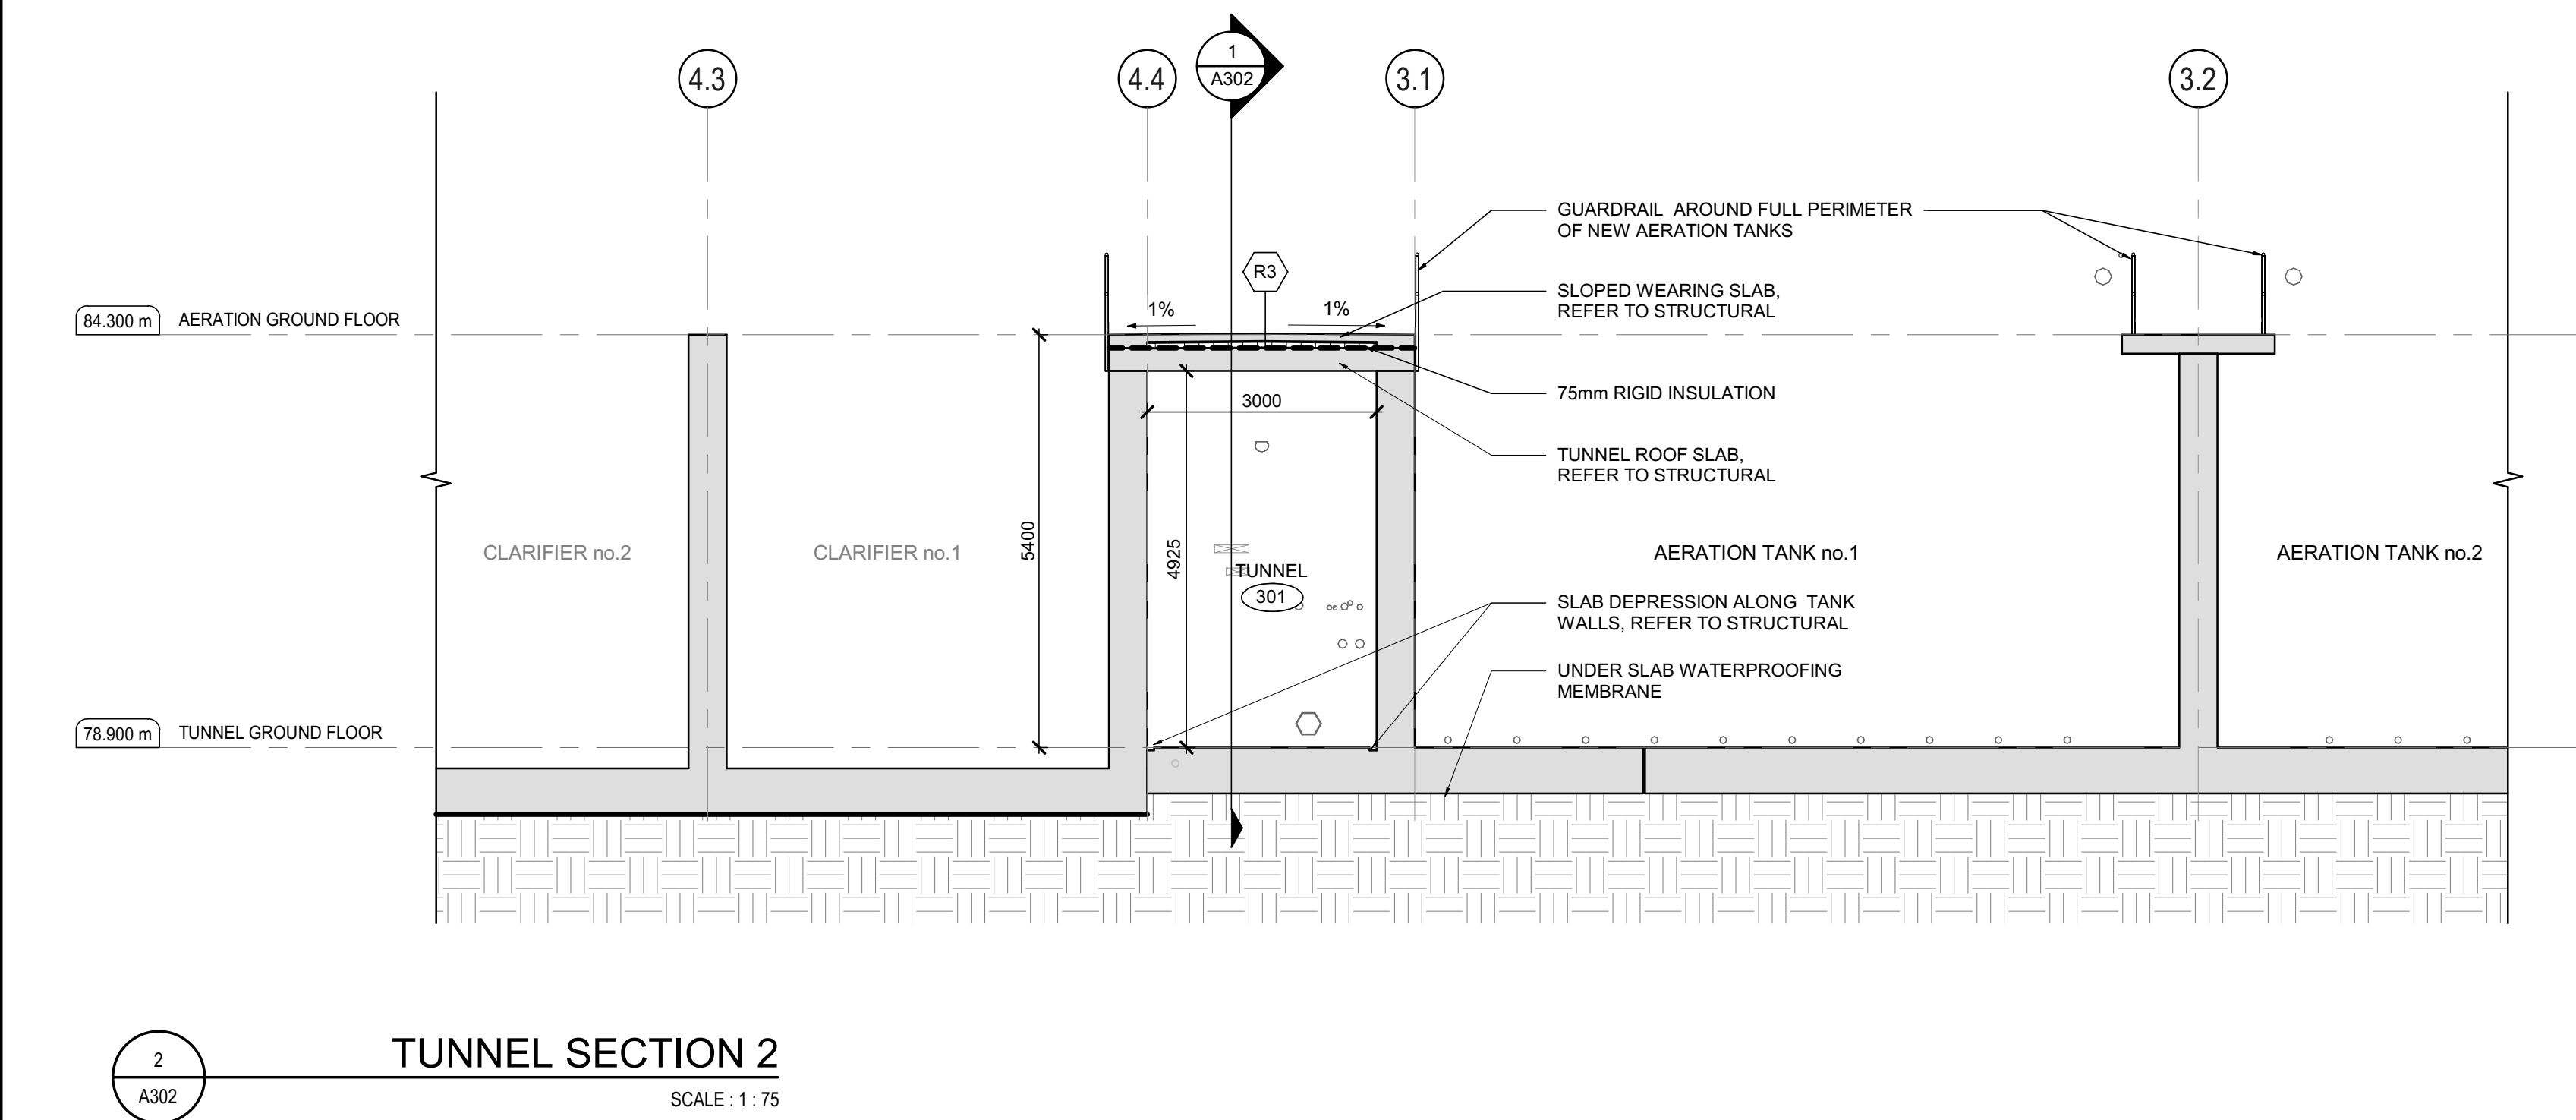 4.3
4.4
1
A302
3.1
3.2
GUARDRAIL AROUND FULL PERIMETER
OF NEW AERATION TANKS
R3
SLOPED WEARING SLAB,
REFER TO STRUCTURAL
1%
1%
84.300 m
AERATION GROUND FLOOR
75mm RIGID INSULATION
3000
TUNNEL ROOF SLAB,
REFER TO STRUCTURAL
5400
4925
CLARIFIER no.2
CLARIFIER no.1
AERATION TANK no.1
AERATION TANK no.2
TUNNEL
301
SLAB DEPRESSION ALONG TANK
WALLS, REFER TO STRUCTURAL
UNDER SLAB WATERPROOFING
MEMBRANE
78.900 m
TUNNEL GROUND FLOOR
2
A302
TUNNEL SECTION 2
SCALE : 1 : 75